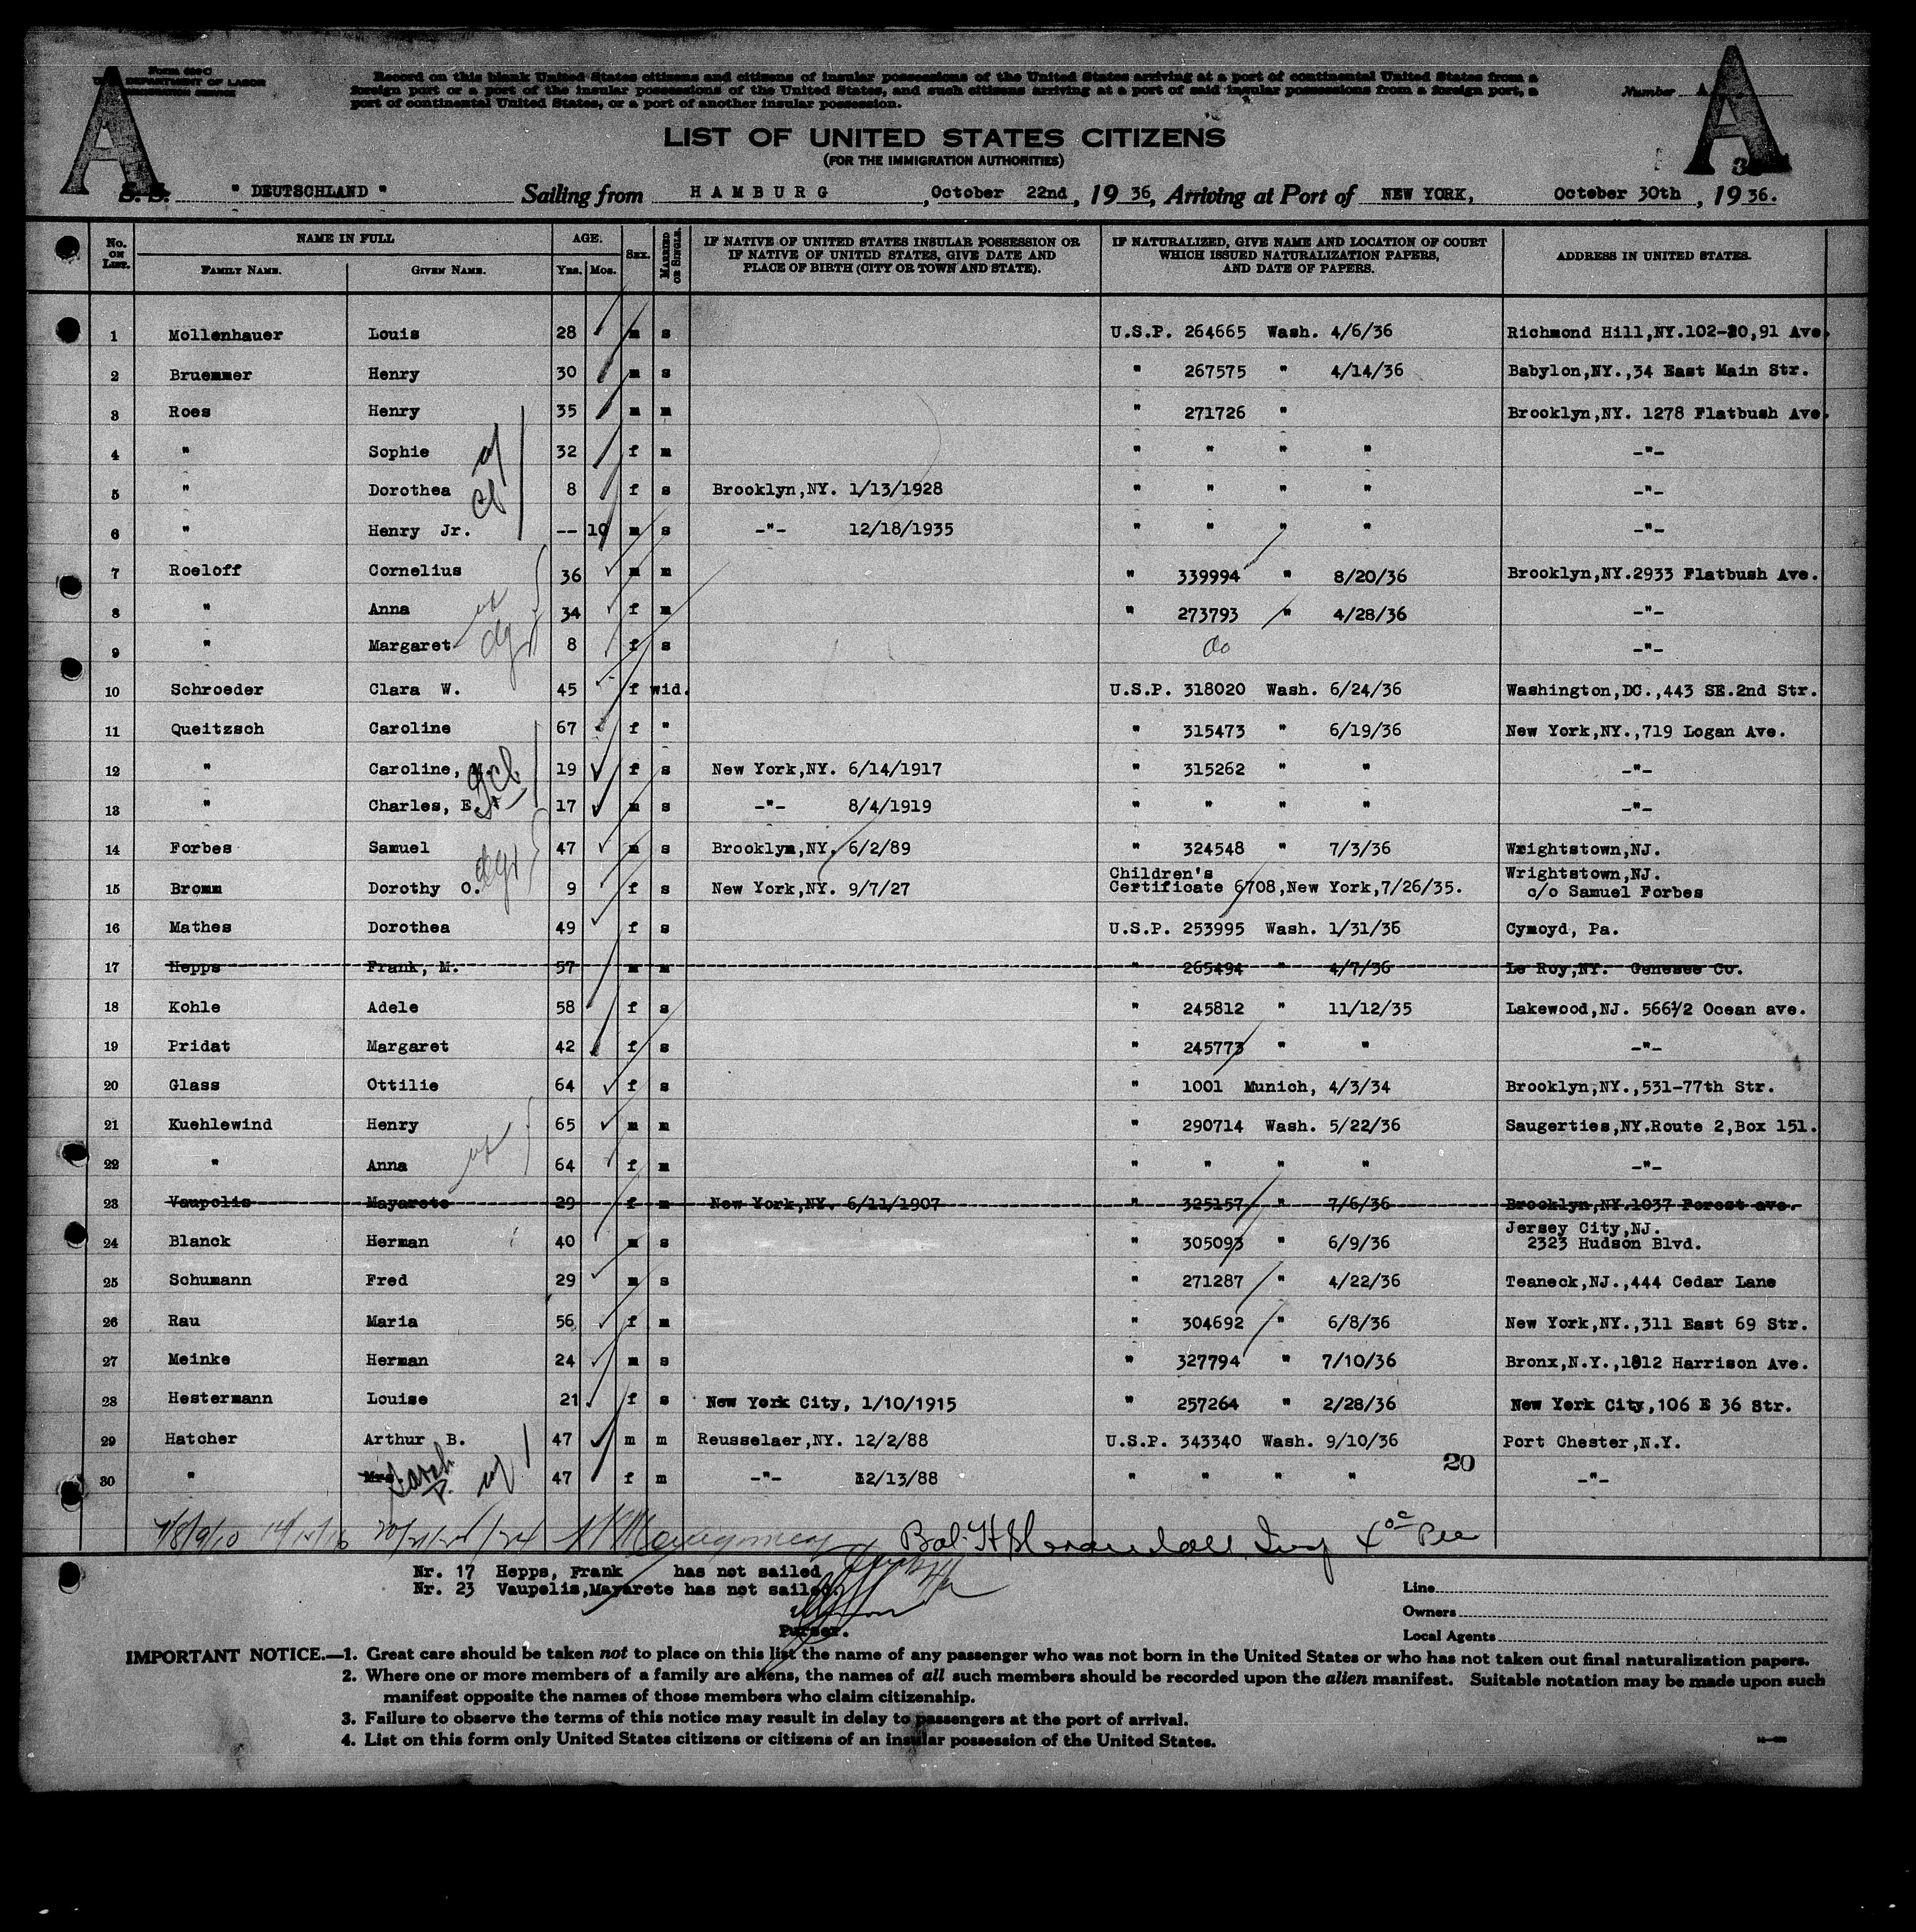 Form 630 C
U. S. DEPARTMENT OF LABOR
IMMIGRATION SERVICE
A
Record on this blank United States citizens and citizens of insular possessions of the United States arriving at a port of continental United States from a
foreign port or a port of the insular possessions of the United States, and such citizens arriving at a port of said insular possessions from a foreign port, a
port of continental United States, or a port of another insular possession.
Number A
A
LIST OF UNITED STATES CITIZENS
(FOR THE IMMIGRATION AUTHORITIES)
S. S. " DEUTSCHLAND " Sailing from HAMBURG, October 22nd, 1936, Arriving at Port of NEW YORK, October 30th, 1936.
No. ON LIST. NAME IN FULL AGE. SEX. MARRIED OR SINGLE. IF NATIVE OF UNITED STATES INSULAR POSSESSION OR IF NATIVE OF UNITED STATES, GIVE DATE AND PLACE OF BIRTH (CITY OR TOWN AND STATE). IF NATURALIZED, GIVE NAME AND LOCATION OF COURT WHICH ISSUED NATURALIZATION PAPERS, AND DATE OF PAPERS. ADDRESS IN UNITED STATES.
FAMILY NAME. GIVEN NAME. Yrs. Mos.
1 Mollenhauer Louis 28 m s U.S.P. 264665 Wash. 4/6/36 Richmond Hill,NY.102-20,91 Ave.
2 Bruemmer Henry 30 m s " 267575 " 4/14/36 Babylon,NY.,34 East Main Str.
3 Roes Henry 35 m m " 271726 " Brooklyn,NY. 1278 Flatbush Ave.
4 " Sophie wf 32 f m " " " " -"-
5 " Dorothea 8 f s Brooklyn,NY. 1/13/1928 " " " " -"-
6 " Henry Jr. -- 10 m s -"- 12/18/1935 " " " " -"-
7 Roeloff Cornelius 36 m m " 339994 " 8/20/36 Brooklyn,NY.2933 Flatbush Ave.
8 " Anna 34 f m " 273793 " 4/28/36 -"-
9 " Margaret 8 f s do -"-
10 Schroeder Clara W. 45 f wid. U.S.P. 318020 Wash. 6/24/36 Washington,DC.,443 SE.2nd Str.
11 Queitzsch Caroline 67 f " " 315473 " 6/19/36 New York,NY.,719 Logan Ave.
12 " Caroline, M. 19 f s New York,NY. 6/14/1917 " 315262 " " -"-
13 " Charles, E. 17 m s -"- 8/4/1919 " " " " -"-
14 Forbes Samuel 47 m s Brooklym,NY. 6/2/89 " 324548 " 7/3/36 Wrightstown,NJ.
15 Bromm Dorothy O. 9 f s New York,NY. 9/7/27 Children's Certificate 6708,New York,7/26/35. Wrightstown,NJ. c/o Samuel Forbes
16 Mathes Dorothea 49 f s U.S.P. 253995 Wash. 1/31/36 Cymoyd, Pa.
17 Hepps Frank, M. 57 m m " 265494 " 4/7/36 Le Roy,NY. Genesee Co.
18 Kohle Adele 58 f s " 245812 " 11/12/35 Lakewood,NJ. 566½ Ocean ave.
19 Pridat Margaret 42 f s " 245773 " " -"-
20 Glass Ottilie 64 f s " 1001 Munich, 4/3/34 Brooklyn,NY.,531-77th Str.
21 Kuehlewind Henry 65 m m " 290714 Wash. 5/22/36 Saugerties,NY.Route 2,Box 151.
22 " Anna 64 f m " " " " -"-
23 Vaupelis Mayarete 29 f m New York,NY. 6/11/1907 " 325157 " 7/6/36 Brooklyn,NY.1037 Forest ave.
24 Blanck Herman 40 m s " 305093 " 6/9/36 Jersey City,NJ. 2323 Hudson Blvd.
25 Schumann Fred 29 m s " 271287 " 4/22/36 Teaneck,NJ.,444 Cedar Lane
26 Rau Maria 56 f m " 304692 " 6/8/36 New York,NY.,311 East 69 Str.
27 Meinke Herman 24 m s " 327794 " 7/10/36 Bronx,N.Y.,1812 Harrison Ave.
28 Hestermann Louise 21 f s New York City, 1/10/1915 " 257264 " 2/28/36 New York City,106 E 36 Str.
29 Hatcher Arthur B. 47 m m Reusselaer,NY. 12/2/88 U.S.P. 343340 Wash. 9/10/36 Port Chester,N.Y.
30 " Mrs. Sarah P. wf 47 f m -"- 12/13/88 " " " " -"-
20
Nr. 17 Hepps, Frank has not sailed
Nr. 23 Vaupelis,Mayarete has not sailed.
Purser.
Line
Owners
Local Agents
IMPORTANT NOTICE.—1. Great care should be taken not to place on this list the name of any passenger who was not born in the United States or who has not taken out final naturalization papers.
2. Where one or more members of a family are aliens, the names of all such members should be recorded upon the alien manifest. Suitable notation may be made upon such
manifest opposite the names of those members who claim citizenship.
3. Failure to observe the terms of this notice may result in delay to passengers at the port of arrival.
4. List on this form only United States citizens or citizens of an insular possession of the United States.